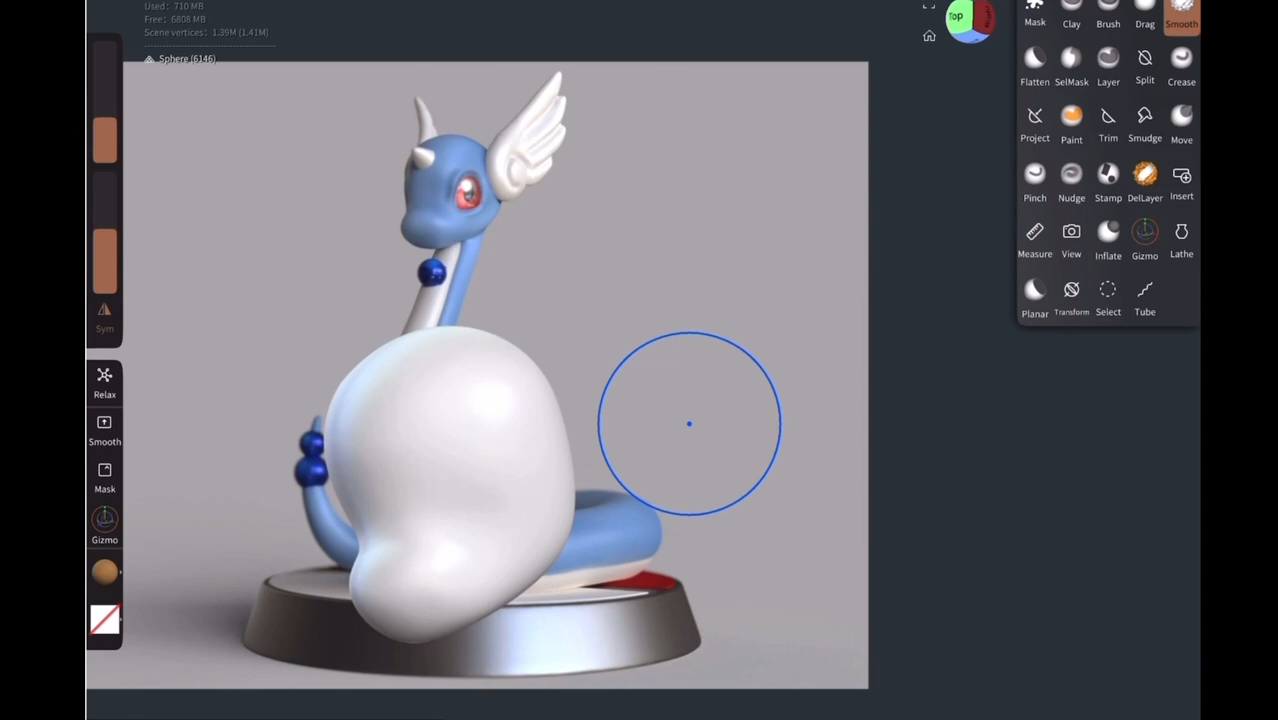 Used: 710 MB
Free: 6808 MB
Scene vertices: 1.39M (1.41M)
Sphere (6146)
Top
Right
Mask Clay Brush Drag Smooth
Flatten SelMask Layer Split Crease
Project Paint Trim Smudge Move
Pinch Nudge Stamp DelLayer Insert
Measure View Inflate Gizmo Lathe
Planar Transform Select Tube
Sym
Relax
Smooth
Mask
Gizmo